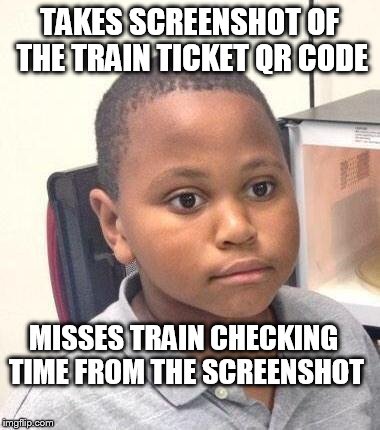 TAKES SCREENSHOT OF
THE TRAIN TICKET QR CODE
MISSES TRAIN CHECKING
TIME FROM THE SCREENSHOT
imgflip.com